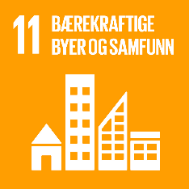 11 BÆREKRAFTIGE
BYER OG SAMFUNN